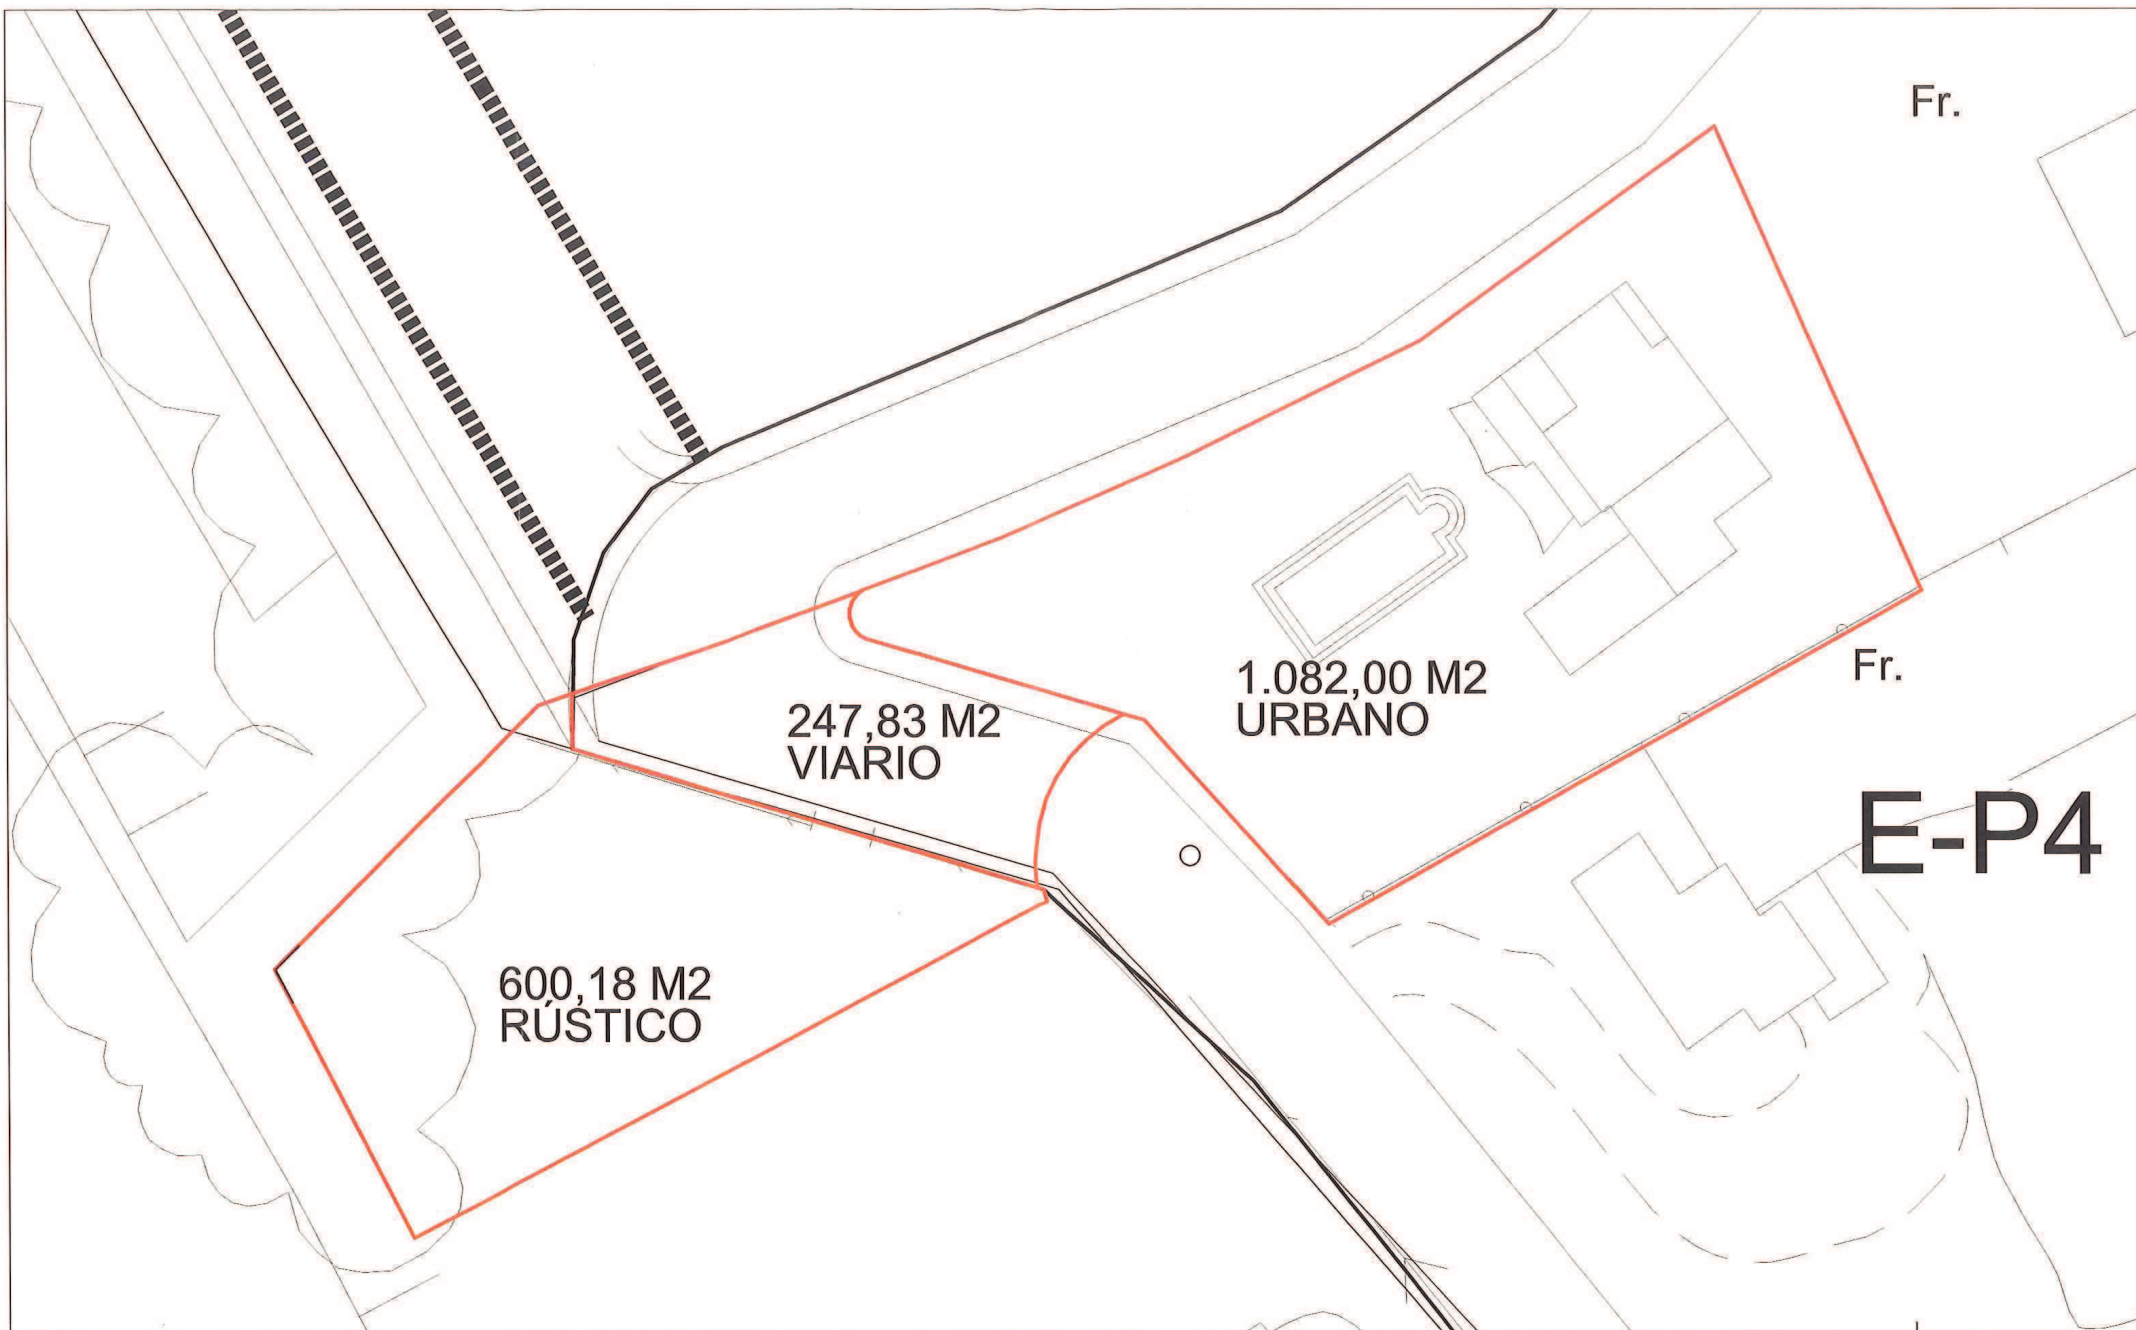 Fr.
1.082,00 M2
URBANO
Fr.
247,83 M2
VIARIO
E-P4
600,18 M2
RÚSTICO